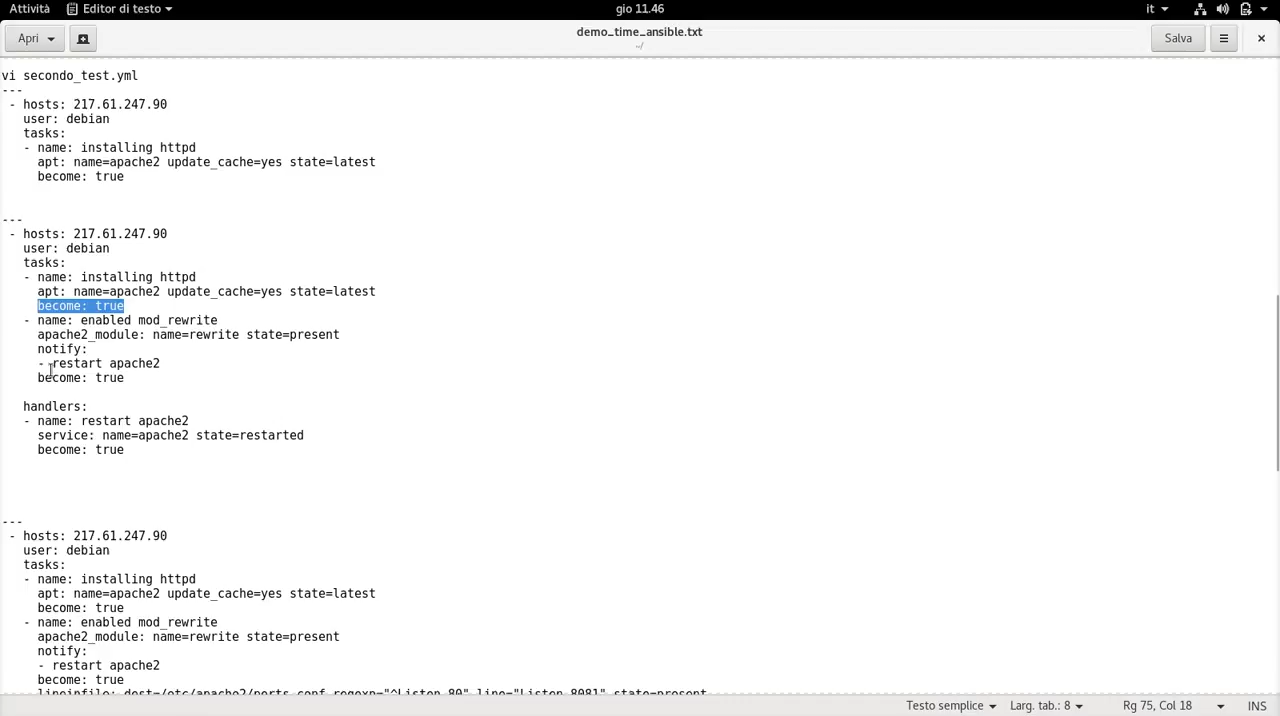 Attività Editor di testo gio 11.46 it
Apri demo_time_ansible.txt Salva
../
vi secondo_test.yml
---
- hosts: 217.61.247.90
user: debian
tasks:
- name: installing httpd
apt: name=apache2 update_cache=yes state=latest
become: true
---
- hosts: 217.61.247.90
user: debian
tasks:
- name: installing httpd
apt: name=apache2 update_cache=yes state=latest
become: true
- name: enabled mod_rewrite
apache2_module: name=rewrite state=present
notify:
- restart apache2
become: true
handlers:
- name: restart apache2
service: name=apache2 state=restarted
become: true
---
- hosts: 217.61.247.90
user: debian
tasks:
- name: installing httpd
apt: name=apache2 update_cache=yes state=latest
become: true
- name: enabled mod_rewrite
apache2_module: name=rewrite state=present
notify:
- restart apache2
become: true
lineinfile: dest=/etc/apache2/ports.conf regexp="^Listen 80" line="Listen 8081" state=present
Testo semplice Larg. tab.: 8 Rg 75, Col 18 INS